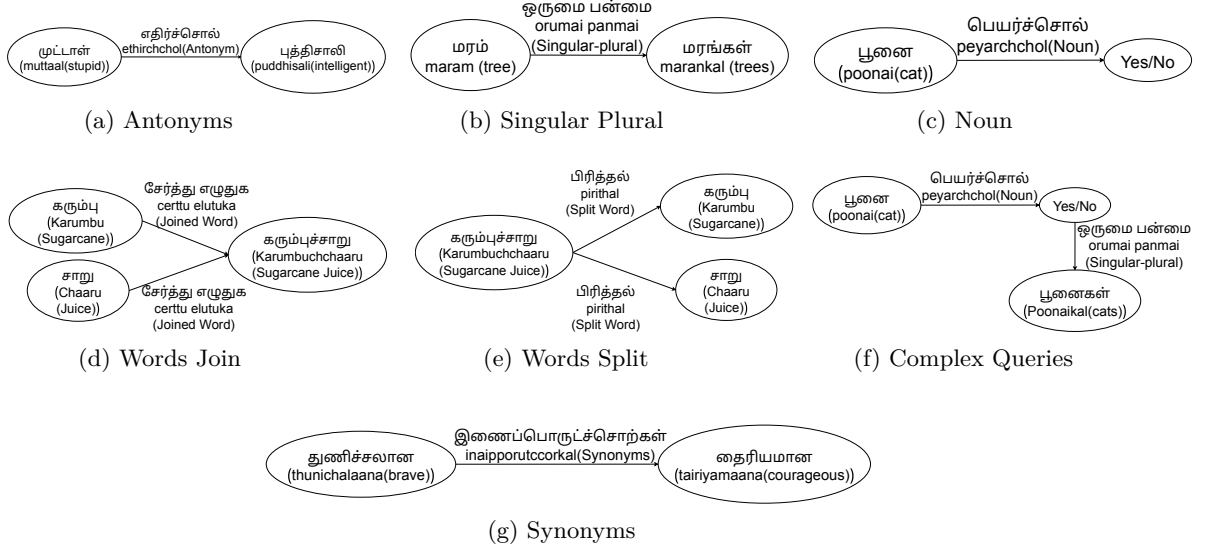 முட்டாள்
(muttaal(stupid))
எதிர்ச்சொல்
ethirchchol(Antonym)
புத்திசாலி
(puddhisali(intelligent))
(a) Antonyms
மரம்
maram (tree)
ஒருமை பன்மை
orumai panmai
(Singular-plural)
மரங்கள்
marankal (trees)
(b) Singular Plural
பூனை
(poonai(cat))
பெயர்ச்சொல்
peyarchchol(Noun)
Yes/No
(c) Noun
கரும்பு
(Karumbu
(Sugarcane))
சேர்த்து எழுதுக
certtu elutuka
(Joined Word)
சாறு
(Chaaru
(Juice))
சேர்த்து எழுதுக
certtu elutuka
(Joined Word)
கரும்புச்சாறு
(Karumbuchchaaru
(Sugarcane Juice))
(d) Words Join
கரும்புச்சாறு
(Karumbuchchaaru
(Sugarcane Juice))
பிரித்தல்
pirithal
(Split Word)
கரும்பு
(Karumbu
(Sugarcane))
பிரித்தல்
pirithal
(Split Word)
சாறு
(Chaaru
(Juice))
(e) Words Split
பூனை
(poonai(cat))
பெயர்ச்சொல்
peyarchchol(Noun)
Yes/No
ஒருமை பன்மை
orumai panmai
(Singular-plural)
பூனைகள்
(Poonaikal(cats))
(f) Complex Queries
துணிச்சலான
(thunichalaana(brave))
இணைப்பொருட்ச்சொற்கள்
inaipporutccorkal(Synonyms)
தைரியமான
(tairiyamaana(courageous))
(g) Synonyms